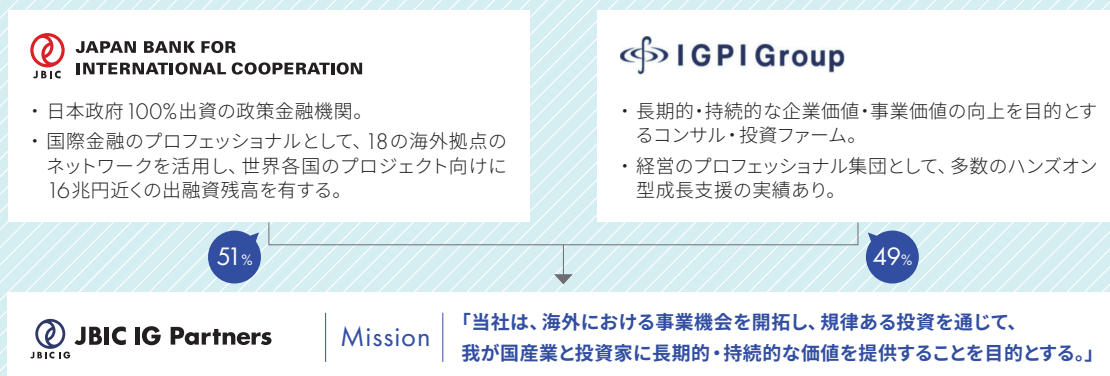 JBIC
JAPAN BANK FOR
INTERNATIONAL COOPERATION
・日本政府100%出資の政策金融機関。
・国際金融のプロフェッショナルとして、18の海外拠点の
ネットワークを活用し、世界各国のプロジェクト向けに
16兆円近くの出融資残高を有する。
IGPI Group
・長期的・持続的な企業価値・事業価値の向上を目的とす
るコンサル・投資ファーム。
・経営のプロフェッショナル集団として、多数のハンズオン
型成長支援の実績あり。
51%
49%
JBIC IG
JBIC IG Partners
Mission
「当社は、海外における事業機会を開拓し、規律ある投資を通じて、
我が国産業と投資家に長期的・持続的な価値を提供することを目的とする。」